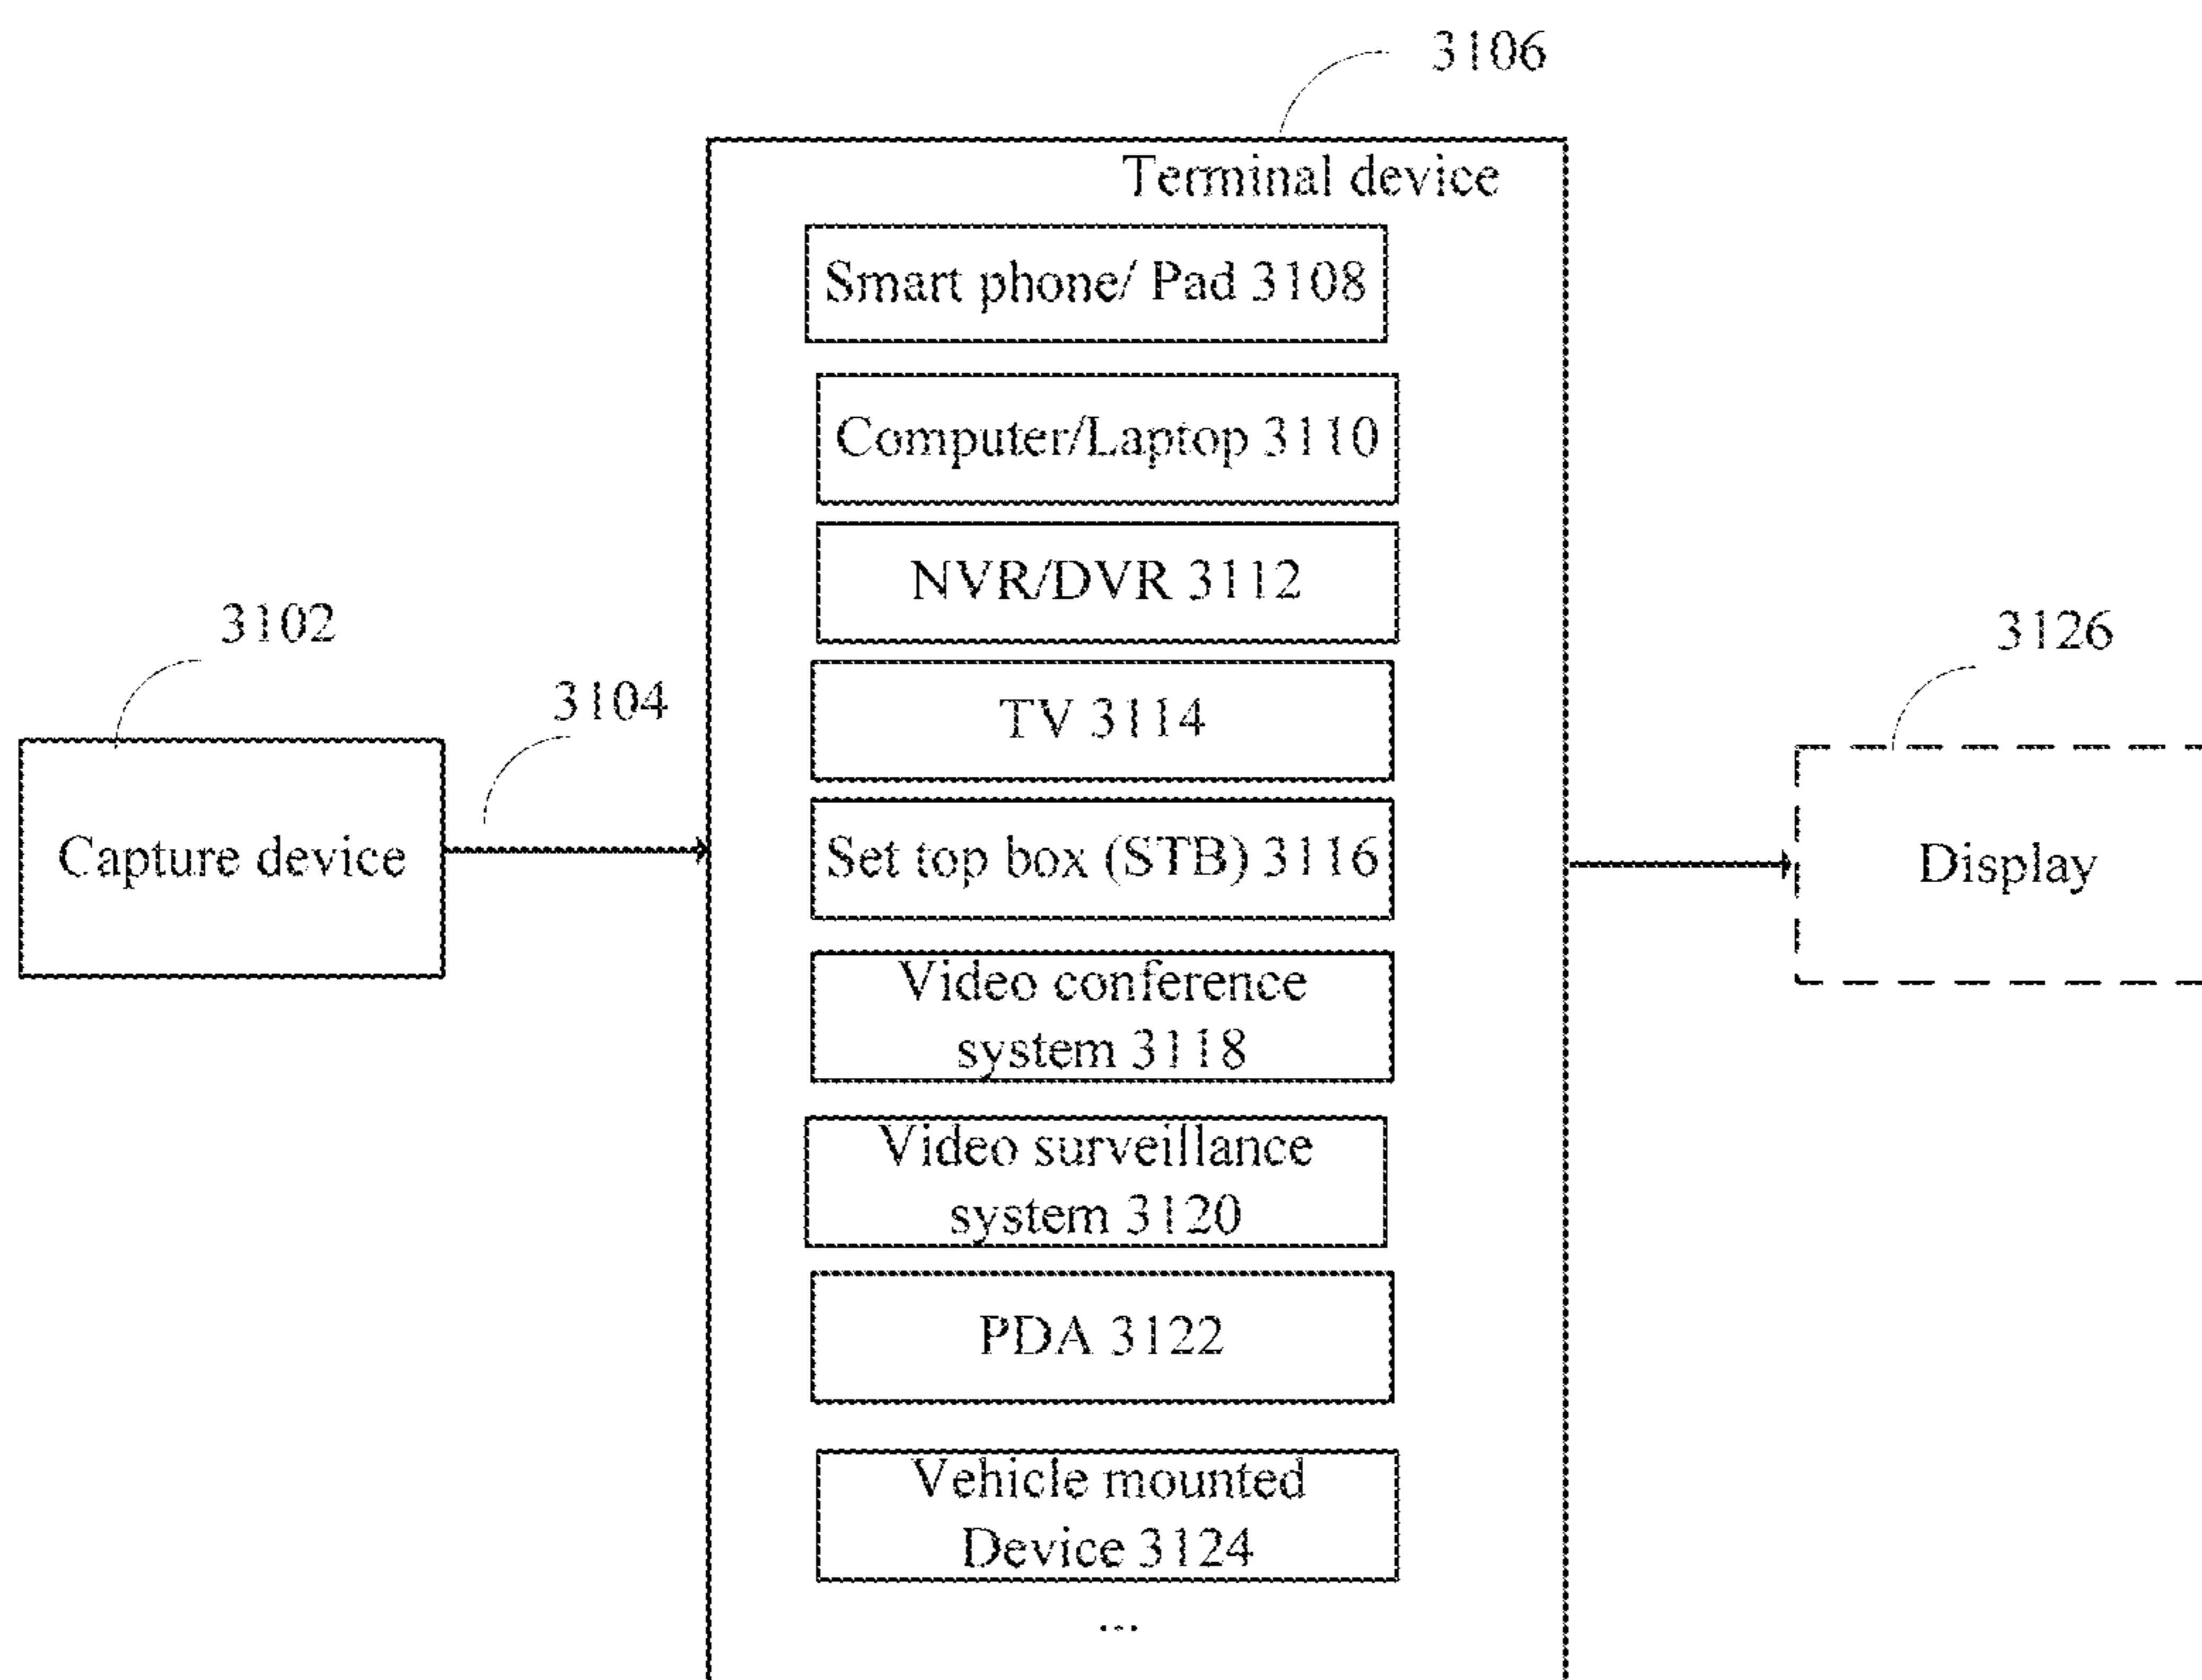 3106
Terminal device
Smart phone/ Pad 3108
Computer/Laptop 3110
NVR/DVR 3112
3102
3126
3104
TV 3114
Capture device
Set top box (STB) 3116
Display
Video conference
system 3118
Video surveillance
system 3120
PDA 3122
Vehicle mounted
Device 3124
...